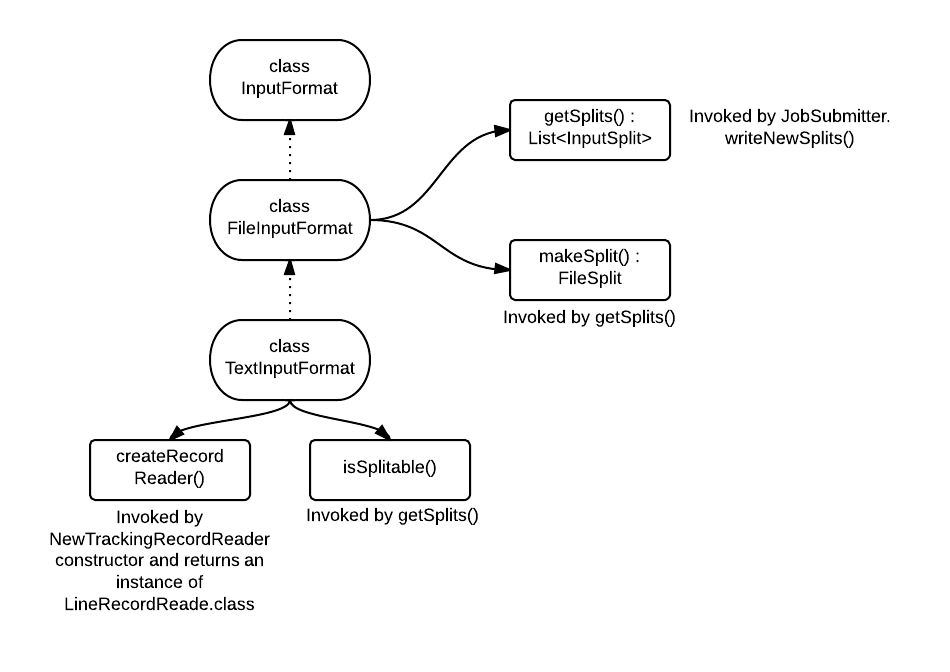 class
InputFormat
getSplits() :
List<InputSplit>
Invoked by JobSubmitter.
writeNewSplits()
class
FileInputFormat
makeSplit() :
FileSplit
Invoked by getSplits()
class
TextInputFormat
createRecord
Reader()
Invoked by
NewTrackingRecordReader
constructor and returns an
instance of
LineRecordReade.class
isSplitable()
Invoked by getSplits()